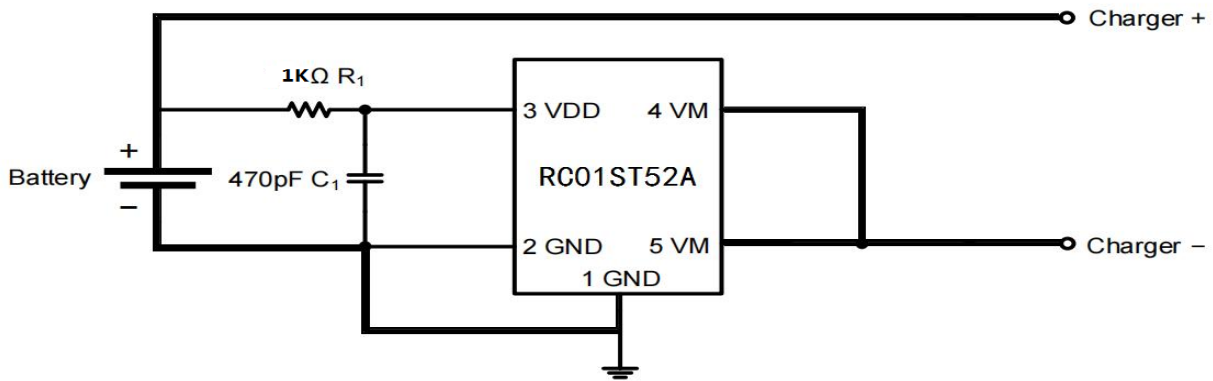 Charger +
1KΩ R1
3 VDD
4 VM
+
Battery
470pF C1
RC01ST52A
−
2 GND
5 VM
Charger −
1 GND